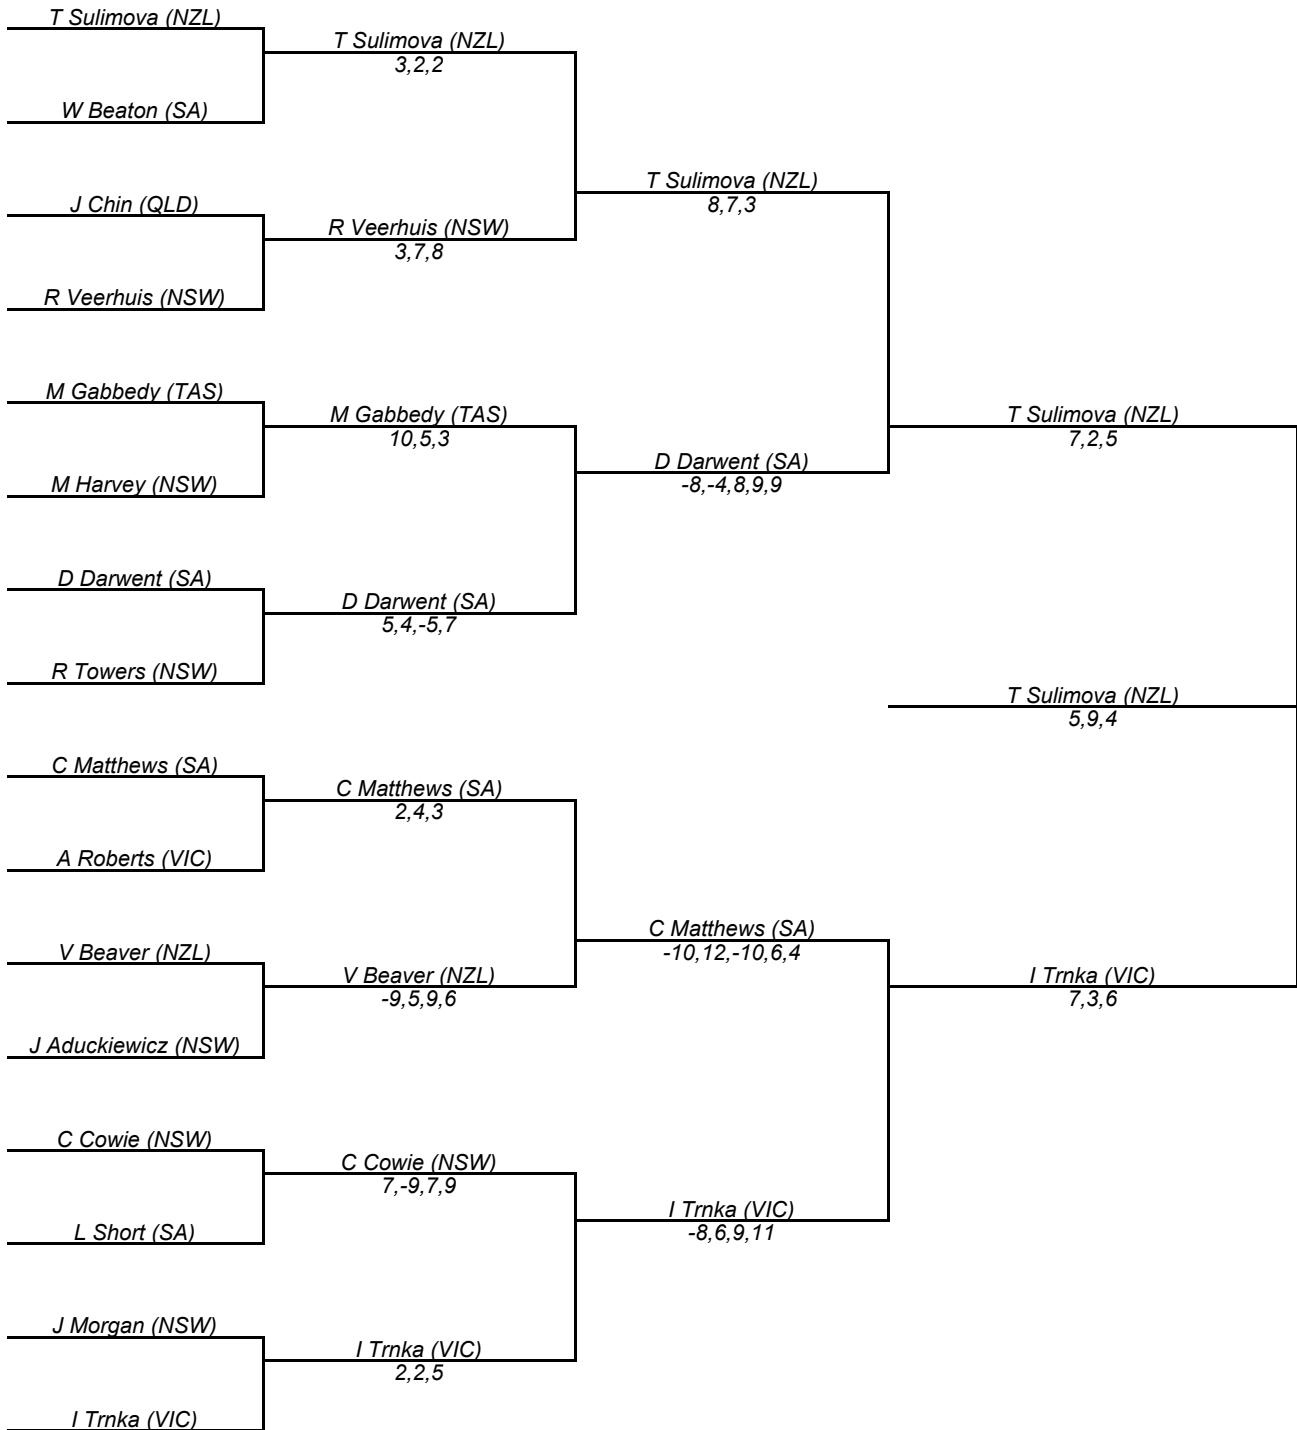 T Sulimova (NZL)
T Sulimova (NZL)
3,2,2
W Beaton (SA)
T Sulimova (NZL)
8,7,3
J Chin (QLD)
R Veerhuis (NSW)
3,7,8
R Veerhuis (NSW)
M Gabbedy (TAS)
M Gabbedy (TAS)
10,5,3
T Sulimova (NZL)
7,2,5
D Darwent (SA)
-8,-4,8,9,9
M Harvey (NSW)
D Darwent (SA)
D Darwent (SA)
5,4,-5,7
R Towers (NSW)
T Sulimova (NZL)
5,9,4
C Matthews (SA)
C Matthews (SA)
2,4,3
A Roberts (VIC)
C Matthews (SA)
-10,12,-10,6,4
V Beaver (NZL)
V Beaver (NZL)
-9,5,9,6
I Trnka (VIC)
7,3,6
J Aduckiewicz (NSW)
C Cowie (NSW)
C Cowie (NSW)
7,-9,7,9
I Trnka (VIC)
-8,6,9,11
L Short (SA)
J Morgan (NSW)
I Trnka (VIC)
2,2,5
I Trnka (VIC)